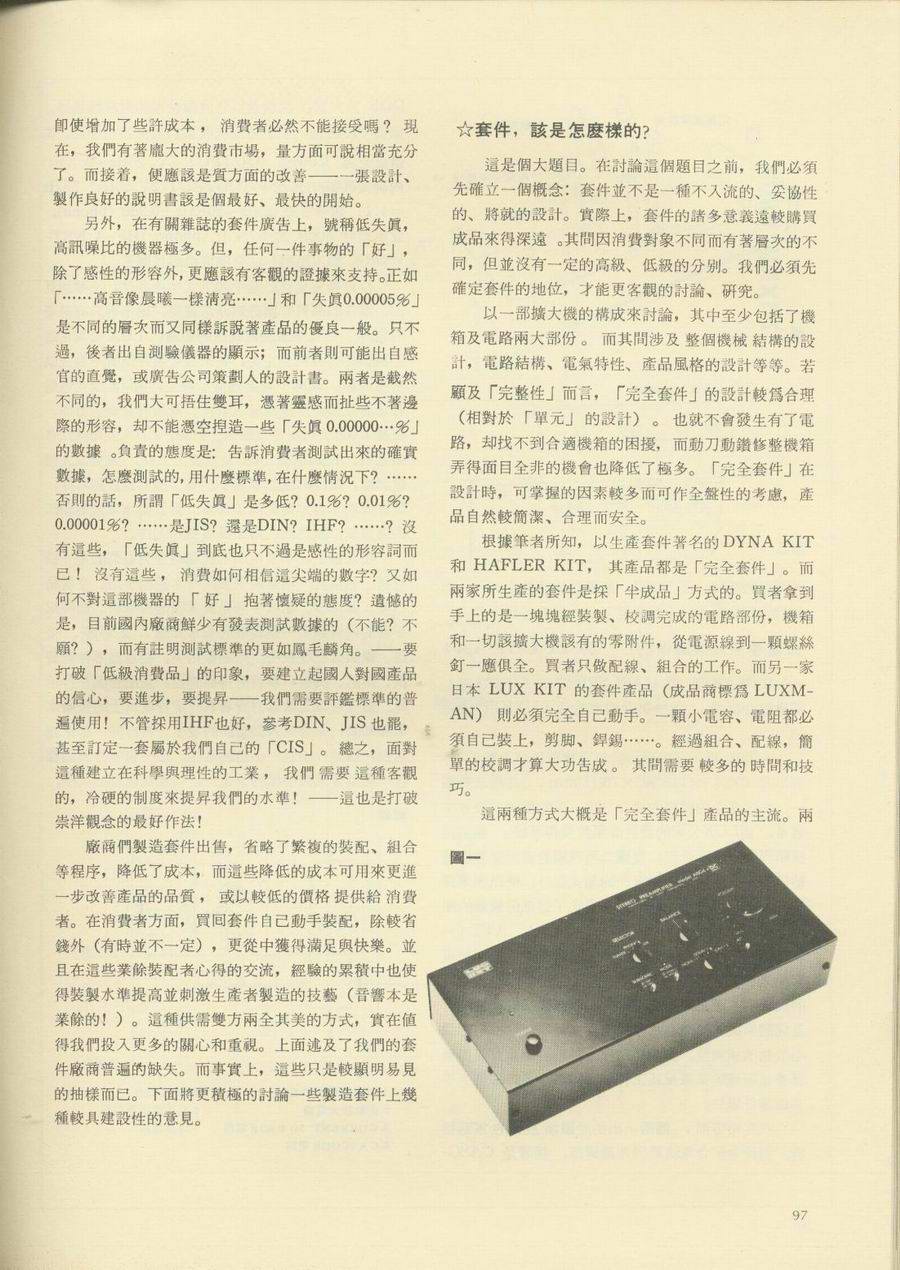 卽使增加了些許成本，消費者必然不能接受嗎？現
在，我們有著龐大的消費市場，量方面可說相當充分
了。而接着，便應該是質方面的改善——一張設計、
製作良好的說明書該是個最好、最快的開始。
另外，在有關雜誌的套件廣告上，號稱低失眞，
高訊噪比的機器極多。但，任何一件事物的「好」，
除了感性的形容外，更應該有客觀的證據來支持。正如
「……高音像晨曦一樣淸亮……」和「失眞0.00005％」
是不同的層次而又同樣訴說著產品的優良一般。只不
過，後者出自測驗儀器的顯示；而前者則可能出自感
官的直覺，或廣告公司策劃人的設計書。兩者是截然
不同的，我們大可捂住雙耳，憑著靈感而扯些不著邊
際的形容，却不能憑空捏造一些「失眞 0.00000…％」
的數據。負責的態度是：告訴消費者測試出來的確實
數據，怎麼測試的，用什麼標準，在什麼情況下？……
否則的話，所謂「低失眞」是多低？0.1％？0.01％？
0.00001％？……是JIS？還是DIN？IHF？……？沒
有這些，「低失眞」到底也只不過是感性的形容詞而
已！沒有這些，消費如何相信這尖端的數字？又如
何不對這部機器的「好」抱著懷疑的態度？遺憾的
是，目前國內廠商鮮少有發表測試數據的（不能？不
願？），而有註明測試標準的更如鳳毛麟角。——要
打破「低級消費品」的印象，要建立起國人對國產品
的信心，要進步，要提昇——我們需要評鑑標準的普
遍使用！不管採用IHF也好，參考DIN、JIS 也罷，
甚至訂定一套屬於我們自己的「CIS」。總之，面對
這種建立在科學與理性的工業，我們 需要 這種客觀
的，冷硬的制度來提昇我們的水準！——這也是打破
崇洋觀念的最好作法！
廠商們製造套件出售，省略了繁複的裝配、組合
等程序，降低了成本，而這些降低的成本可用來更進
一步改善產品的品質，或以較低的價格 提供給 消費
者。在消費者方面，買回套件自己動手裝配，除較省
錢外（有時並不一定），更從中獲得滿足與快樂。並
且在這些業餘裝配者心得的交流，經驗的累積中也使
得裝製水準提高並刺激生產者製造的技藝（音響本是
業餘的！）。這種供需雙方兩全其美的方式，實在值
得我們投入更多的關心和重視。上面述及了我們的套
件廠商普遍的缺失。而事實上，這些只是較顯明易見
的抽樣而已。下面將更積極的討論一些製造套件上幾
種較具建設性的意見。
☆套件，該是怎麼樣的？
這是個大題目。在討論這個題目之前，我們必須
先確立一個概念：套件並不是一種不入流的、妥協性
的、將就的設計。實際上，套件的諸多意義遠較購買
成品來得深遠。其間因消費對象不同而有著層次的不
同，但並沒有一定的高級、低級的分別。我們必須先
確定套件的地位，才能更客觀的討論、研究。
以一部擴大機的構成來討論，其中至少包括了機
箱及電路兩大部份。而其間涉及 整個機械 結構的設
計，電路結構、電氣特性、產品風格的設計等等。若
顧及「完整性」而言，「完全套件」的設計較爲合理
（相對於「單元」的設計）。也就不會發生有了電
路，却找不到合適機箱的困擾，而動刀動鑽修整機箱
弄得面目全非的機會也降低了極多。「完全套件」在
設計時，可掌握的因素較多而可作全盤性的考慮，產
品自然較簡潔、合理而安全。
根據筆者所知，以生產套件著名的 DYNA KIT
和 HAFLER KIT，其產品都是「完全套件」。而
兩家所生產的套件是採「半成品」方式的。買者拿到
手上的是一塊塊經裝製、校調完成的電路部份，機箱
和一切該擴大機該有的零附件，從電源線到一顆螺絲
釘一應俱全。買者只做配線、組合的工作。而另一家
日本 LUX KIT 的套件產品（成品商標爲 LUXM-
AN）則必須完全自己動手。一顆小電容、電阻都必
須自己裝上，剪脚、銲錫……。經過組合、配線，簡
單的校調才算大功告成。其間需要 較多的 時間和技
巧。
這兩種方式大概是「完全套件」產品的主流。兩
圖一
STEREO PREAMPLIFIER
SELECTOR
BALANCE
VOLUME
97